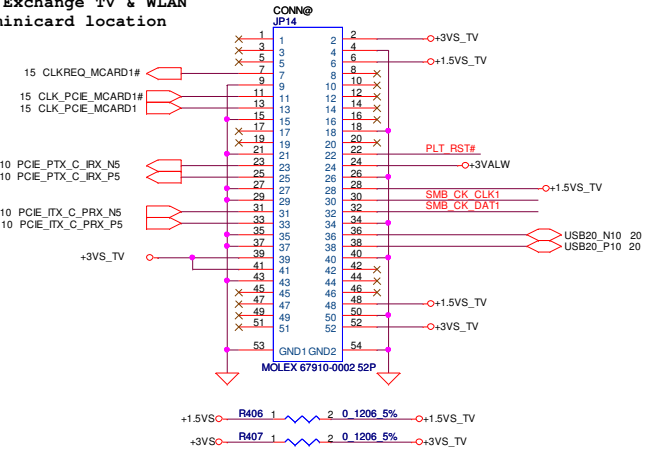 Exchange TV & WLAN
minicard location
CONN@
JP14
1 1 2 2 +3VS_TV
3 3 4 4
5 5 6 6 +1.5VS_TV
15 CLKREQ_MCARD1# 7 7 8 8
9 9 10 10
15 CLK_PCIE_MCARD1# 11 11 12 12
15 CLK_PCIE_MCARD1 13 13 14 14
15 15 16 16
17 17 18 18
19 19 20 20
21 21 22 22 PLT_RST#
10 PCIE_PTX_C_IRX_N5 23 23 24 24 +3VALW
10 PCIE_PTX_C_IRX_P5 25 25 26 26
27 27 28 28 +1.5VS_TV
29 29 30 30 SMB_CK_CLK1
10 PCIE_ITX_C_PRX_N5 31 31 32 32 SMB_CK_DAT1
10 PCIE_ITX_C_PRX_P5 33 33 34 34
35 35 36 36 USB20_N10 20
37 37 38 38 USB20_P10 20
+3VS_TV 39 39 40 40
41 41 42 42
43 43 44 44
45 45 46 46
47 47 48 48 +1.5VS_TV
49 49 50 50
51 51 52 52 +3VS_TV
53 GND1 GND2 54
MOLEX 67910-0002 52P
+1.5VS R406 1 2 0_1206_5% +1.5VS_TV
+3VS R407 1 2 0_1206_5% +3VS_TV